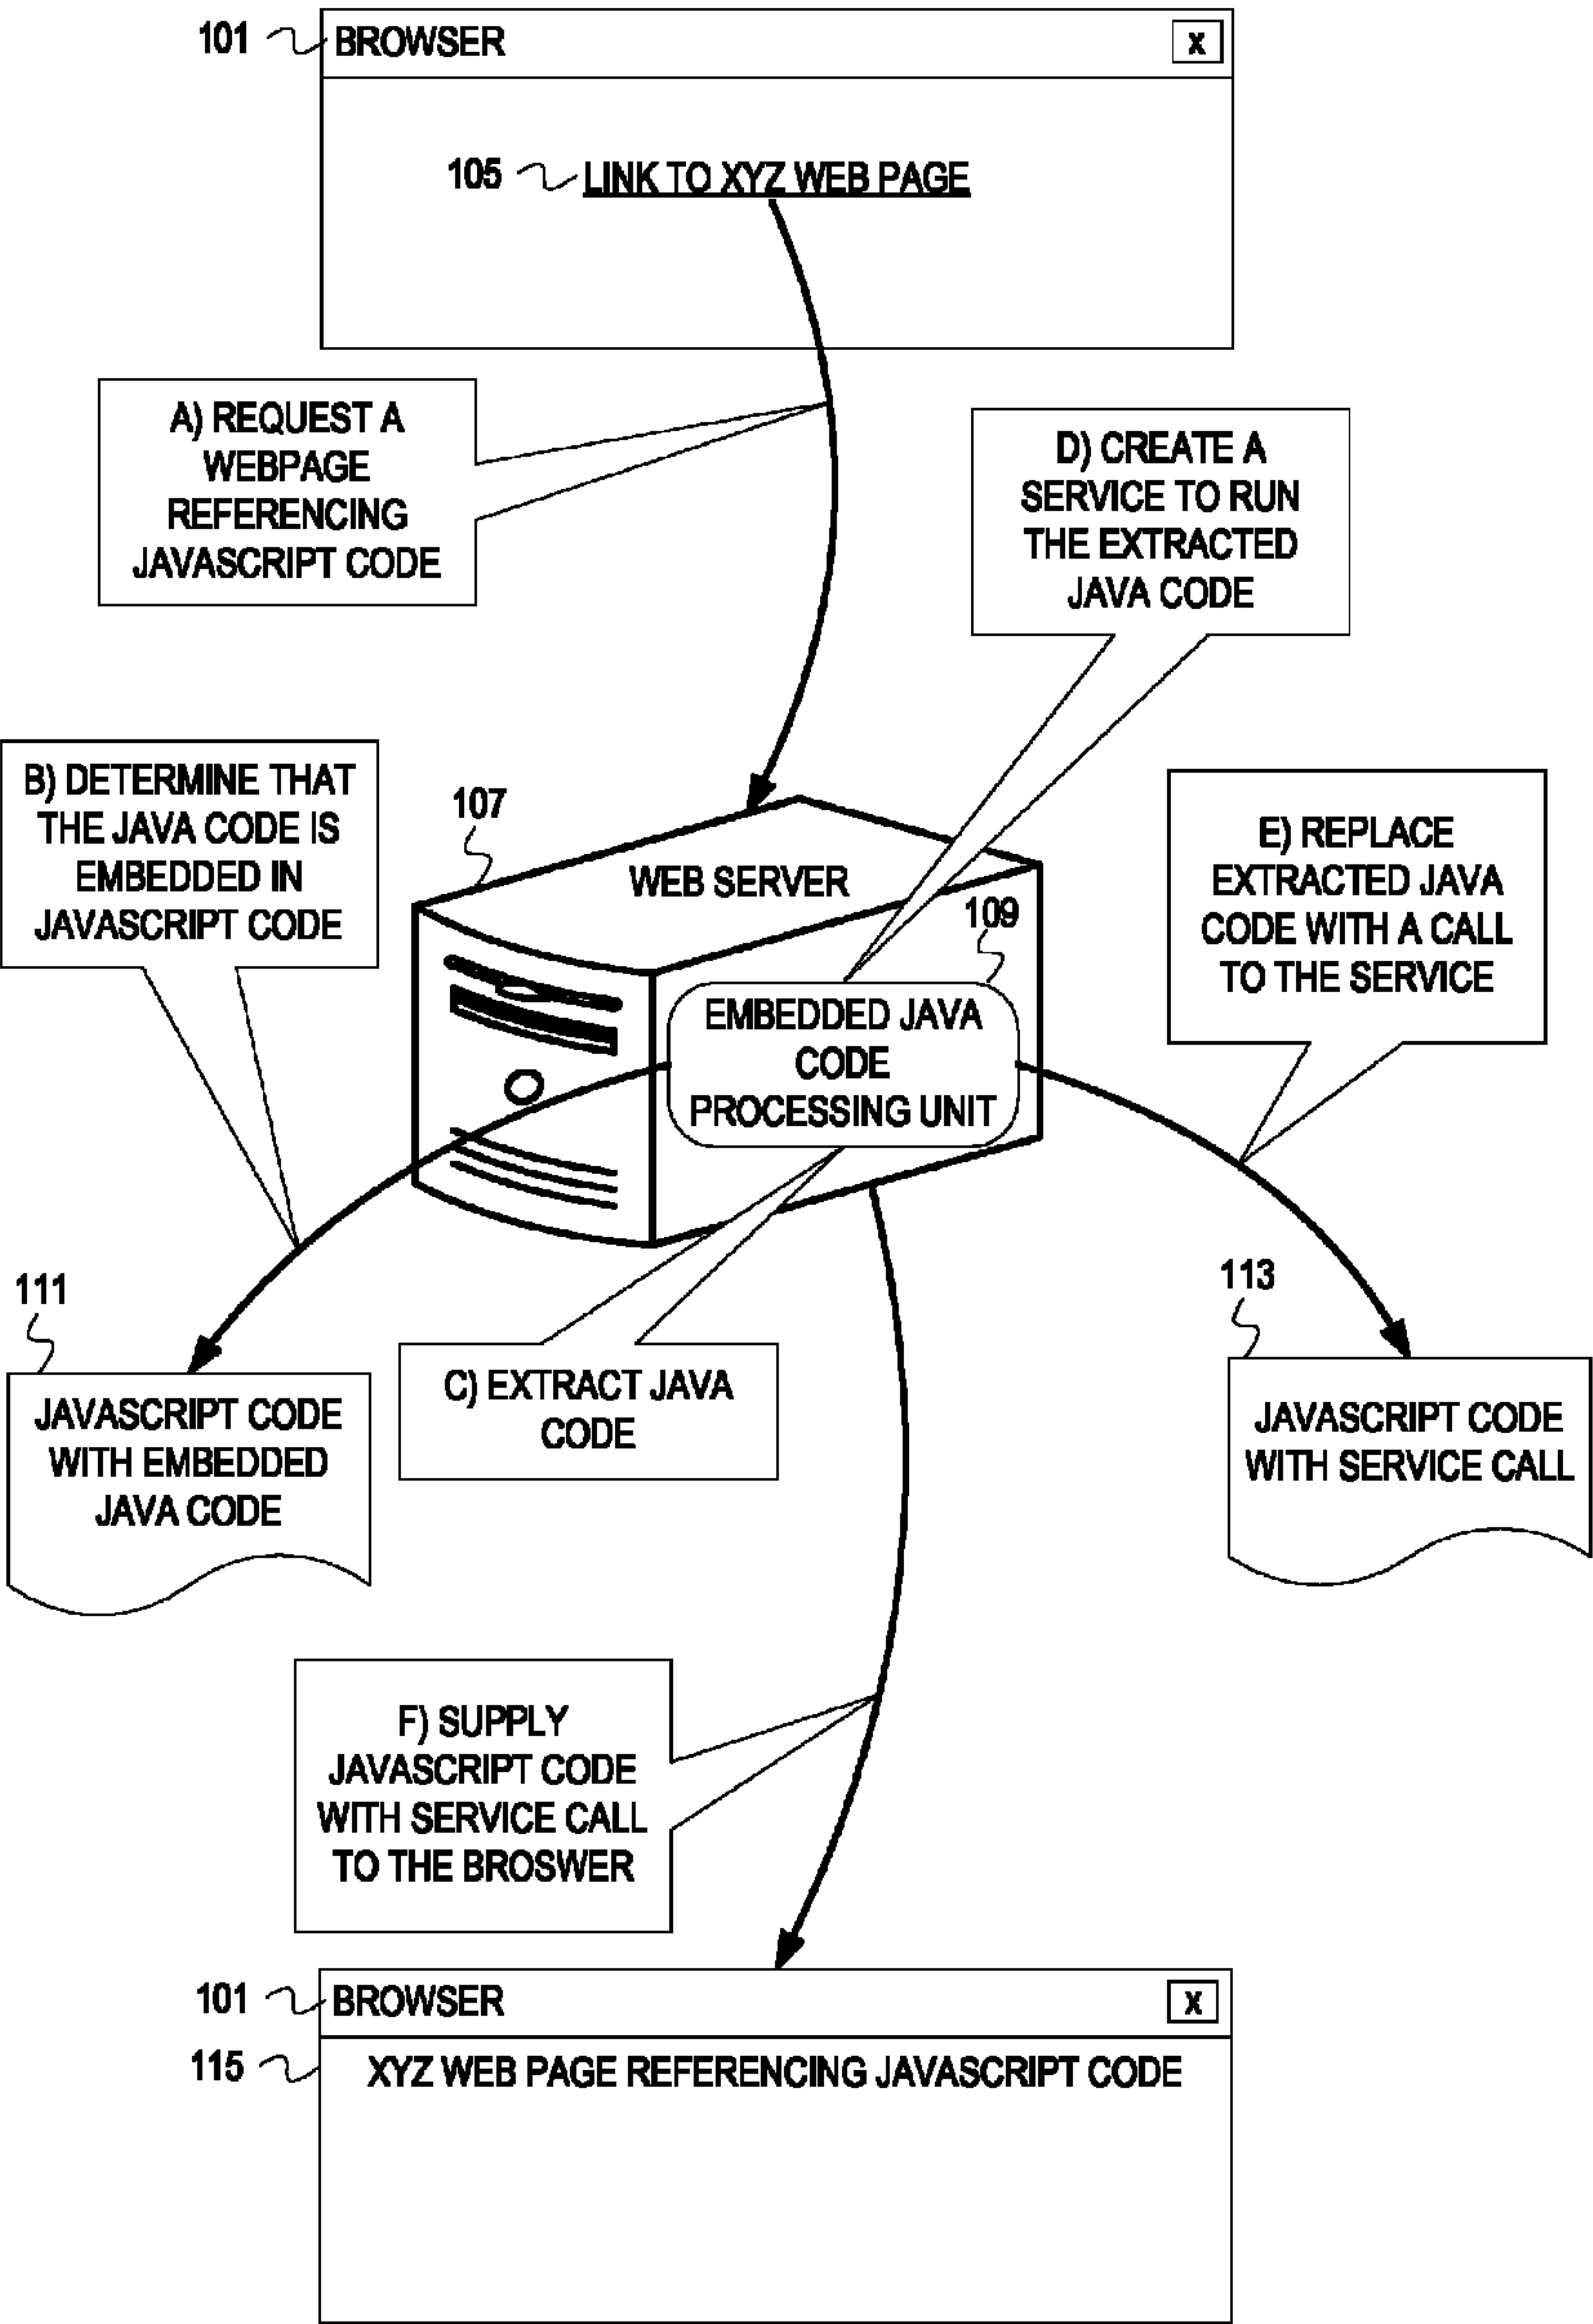 101
BROWSER
X
105
LINK TO XYZ WEB PAGE
A) REQUEST A
WEBPAGE
REFERENCING
JAVASCRIPT CODE
D) CREATE A
SERVICE TO RUN
THE EXTRACTED
JAVA CODE
B) DETERMINE THAT
THE JAVA CODE IS
EMBEDDED IN
JAVASCRIPT CODE
107
WEB SERVER
109
E) REPLACE
EXTRACTED JAVA
CODE WITH A CALL
TO THE SERVICE
EMBEDDED JAVA
CODE
PROCESSING UNIT
111
JAVASCRIPT CODE
WITH EMBEDDED
JAVA CODE
C) EXTRACT JAVA
CODE
113
JAVASCRIPT CODE
WITH SERVICE CALL
F) SUPPLY
JAVASCRIPT CODE
WITH SERVICE CALL
TO THE BROSWER
101
BROWSER
X
115
XYZ WEB PAGE REFERENCING JAVASCRIPT CODE